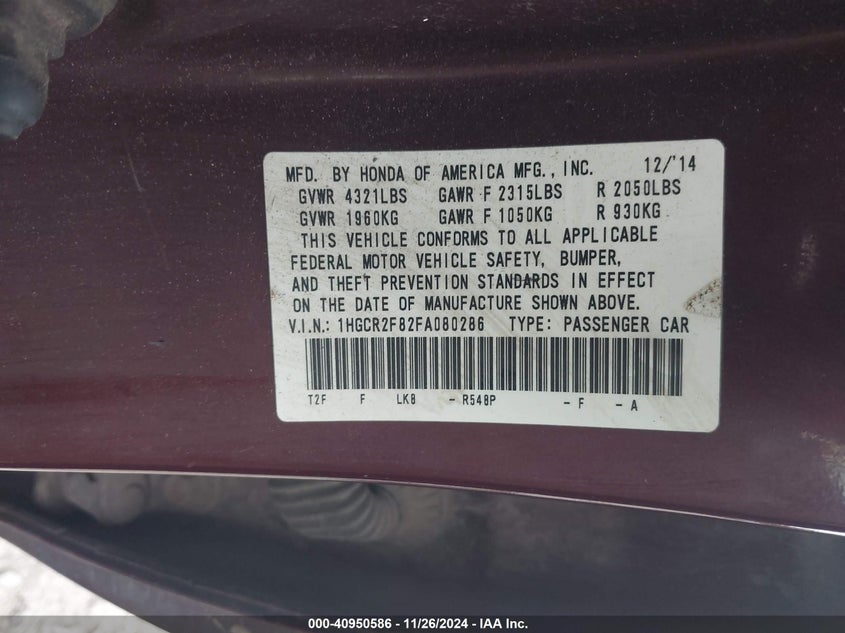 MFD. BY HONDA OF AMERICA MFG., INC. 12/'14
GVWR 4321LBS GAWR F 2315LBS R 2050LBS
GVWR 1960KG GAWR F 1050KG R 930KG
THIS VEHICLE CONFORMS TO ALL APPLICABLE
FEDERAL MOTOR VEHICLE SAFETY, BUMPER,
AND THEFT PREVENTION STANDARDS IN EFFECT
ON THE DATE OF MANUFACTURE SHOWN ABOVE.
V.I.N.: 1HGCR2F82FA080286 TYPE: PASSENGER CAR
T2F F LK8 - R548P - F - A
000-40950586 - 11/26/2024 - IAA Inc.